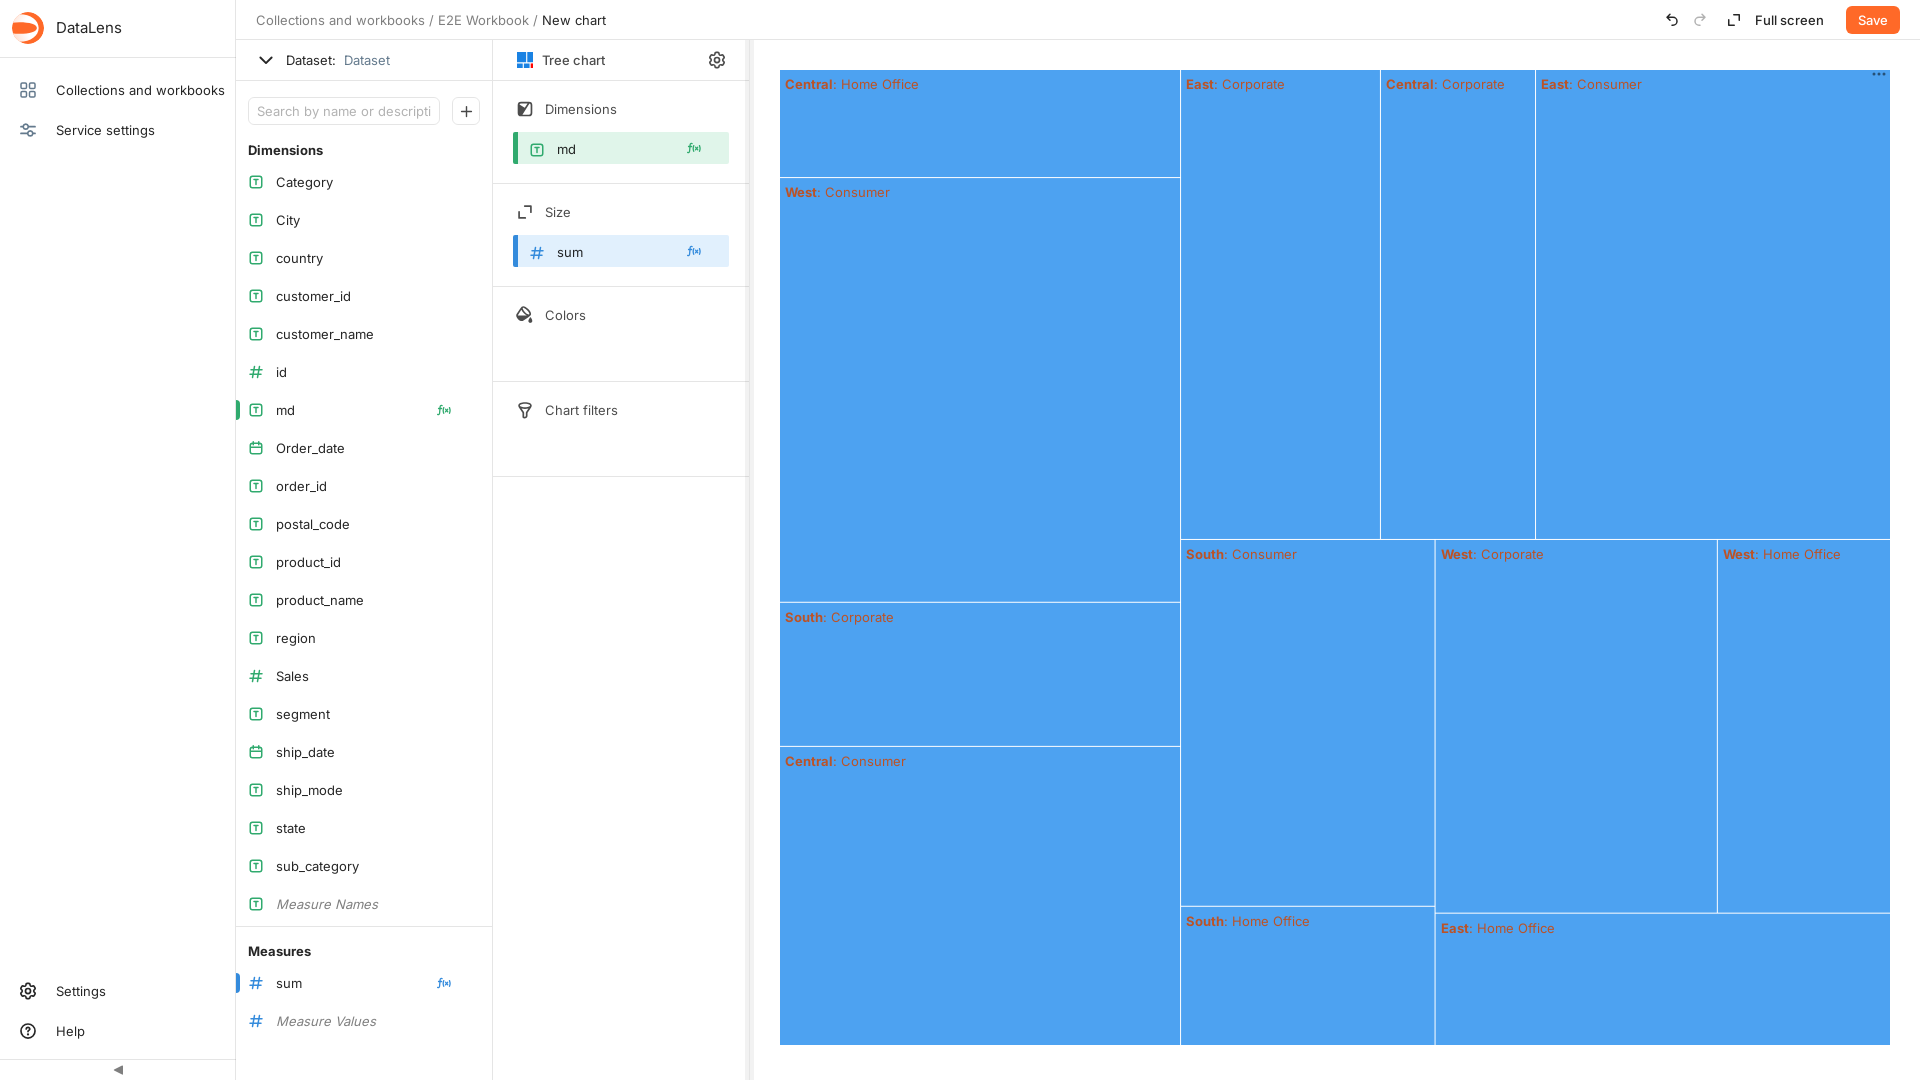 DataLens
Collections and workbooks
Service settings
Settings
Help
Collections and workbooks / E2E Workbook / New chart
Full screen
Save
Dataset: Dataset
Search by name or descripti
Dimensions
Category
City
country
customer_id
customer_name
id
md
Order_date
order_id
postal_code
product_id
product_name
region
Sales
segment
ship_date
ship_mode
state
sub_category
Measure Names
Measures
sum
Measure Values
Tree chart
Dimensions
md
Size
sum
Colors
Chart filters
Central: Home Office
East: Corporate
Central: Corporate
East: Consumer
West: Consumer
South: Consumer
West: Corporate
West: Home Office
South: Corporate
Central: Consumer
South: Home Office
East: Home Office